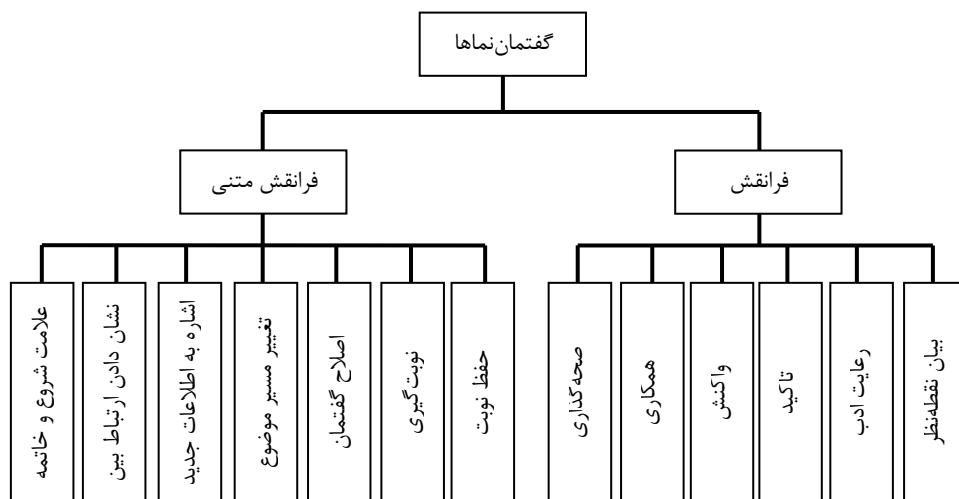 گفتمان‌نماها
فرانقش
فرانقش متنی
بیان نقطه‌نظر
رعایت ادب
تاکید
واکنش
همکاری
صحه‌گذاری
حفظ نوبت
نوبت‌گیری
اصلاح گفتمان
تغییر مسیر موضوع
اشاره به اطلاعات جدید
نشان دادن ارتباط بین
علامت شروع و خاتمه